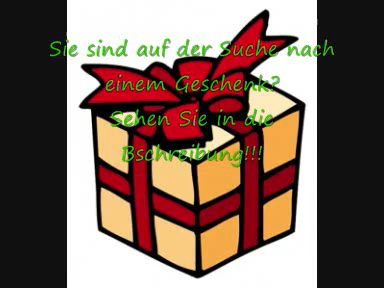 Sie sind auf der Suche nach
einem Geschenk?
Sehen Sie in die
Bschreibung!!!